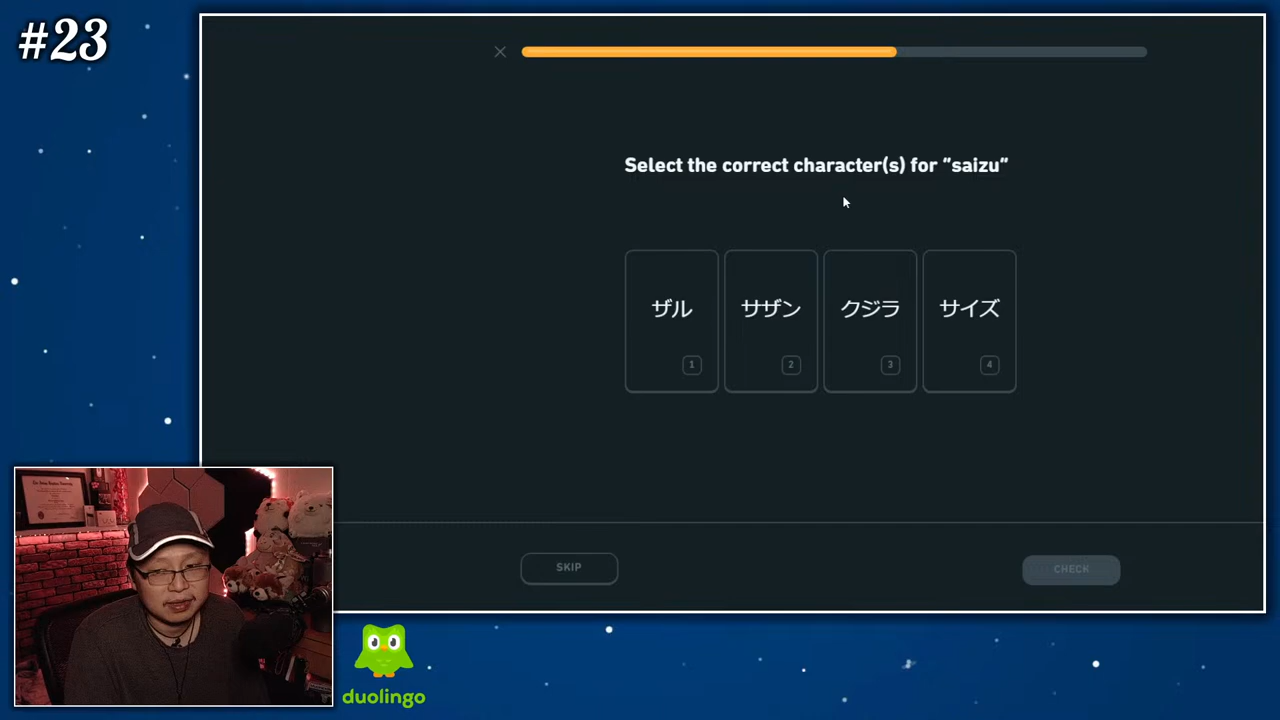 #23
Select the correct character(s) for "saizu"
ザル
サザン
クジラ
サイズ
1
2
3
4
SKIP
CHECK
duolingo